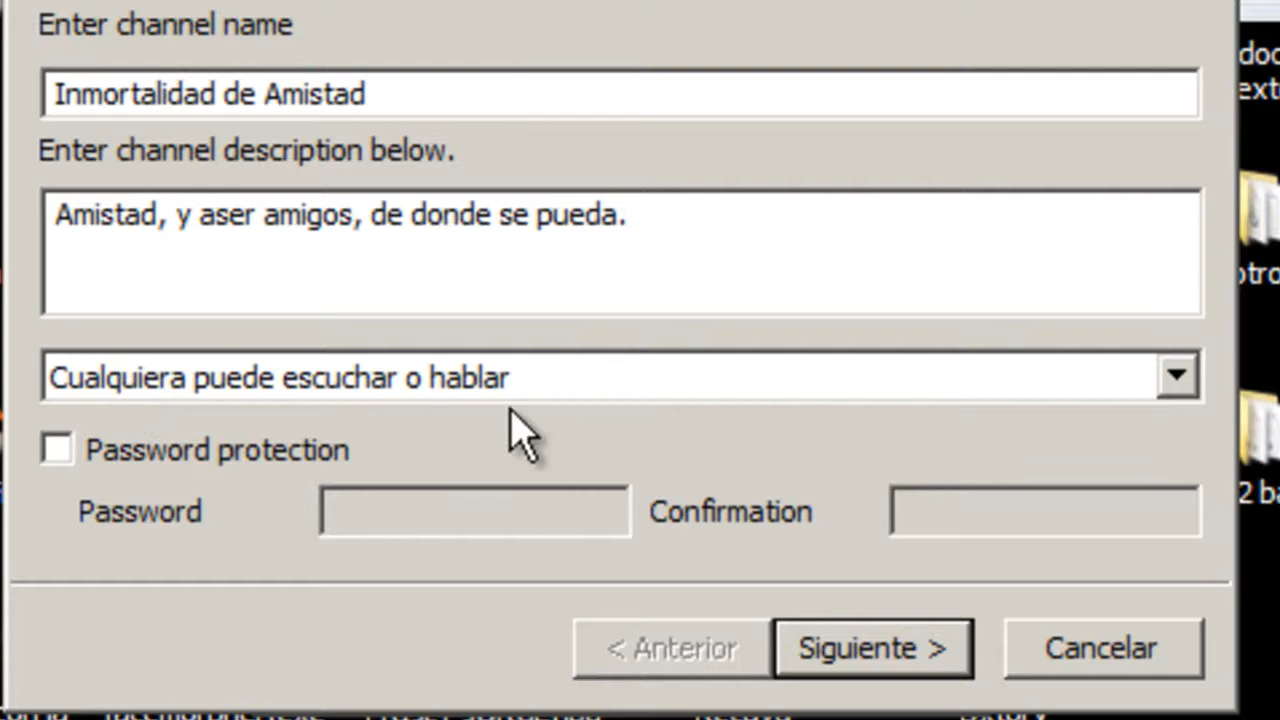 Enter channel name
Inmortalidad de Amistad
Enter channel description below.
Amistad, y aser amigos, de donde se pueda.
Cualquiera puede escuchar o hablar
Password protection
Password
Confirmation
< Anterior
Siguiente >
Cancelar